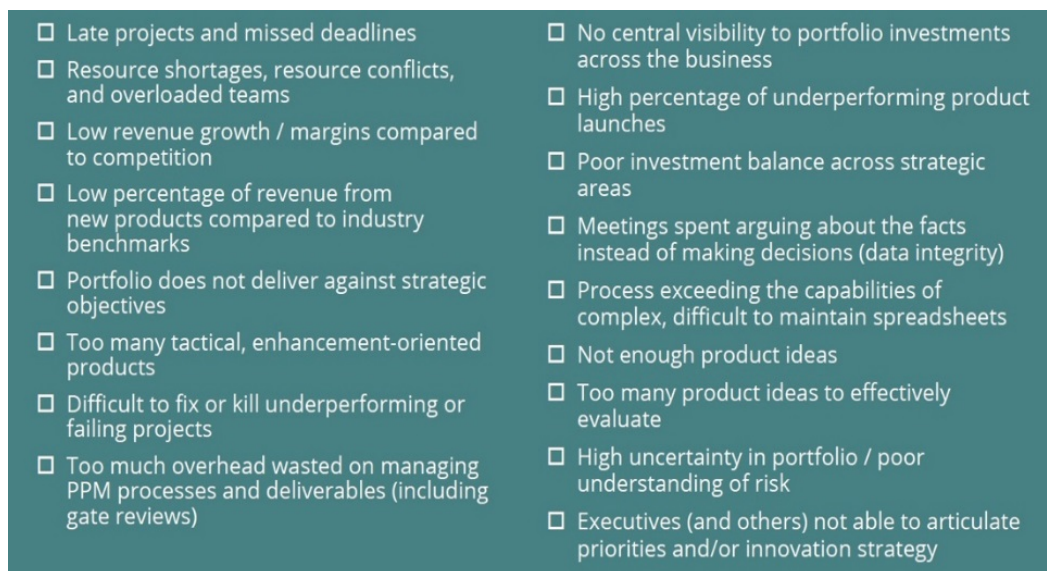 ☐ Late projects and missed deadlines
☐ Resource shortages, resource conflicts,
and overloaded teams
☐ Low revenue growth / margins compared
to competition
☐ Low percentage of revenue from
new products compared to industry
benchmarks
☐ Portfolio does not deliver against strategic
objectives
☐ Too many tactical, enhancement-oriented
products
☐ Difficult to fix or kill underperforming or
failing projects
☐ Too much overhead wasted on managing
PPM processes and deliverables (including
gate reviews)
☐ No central visibility to portfolio investments
across the business
☐ High percentage of underperforming product
launches
☐ Poor investment balance across strategic
areas
☐ Meetings spent arguing about the facts
instead of making decisions (data integrity)
☐ Process exceeding the capabilities of
complex, difficult to maintain spreadsheets
☐ Not enough product ideas
☐ Too many product ideas to effectively
evaluate
☐ High uncertainty in portfolio / poor
understanding of risk
☐ Executives (and others) not able to articulate
priorities and/or innovation strategy